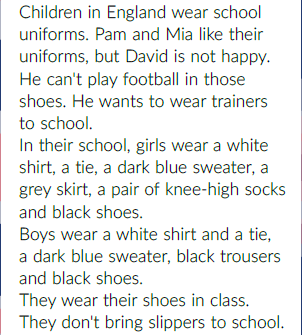 Children in England wear school
uniforms. Pam and Mia like their
uniforms, but David is not happy.
He can't play football in those
shoes. He wants to wear trainers
to school.
In their school, girls wear a white
shirt, a tie, a dark blue sweater, a
grey skirt, a pair of knee-high socks
and black shoes.
Boys wear a white shirt and a tie,
a dark blue sweater, black trousers
and black shoes.
They wear their shoes in class.
They don't bring slippers to school.